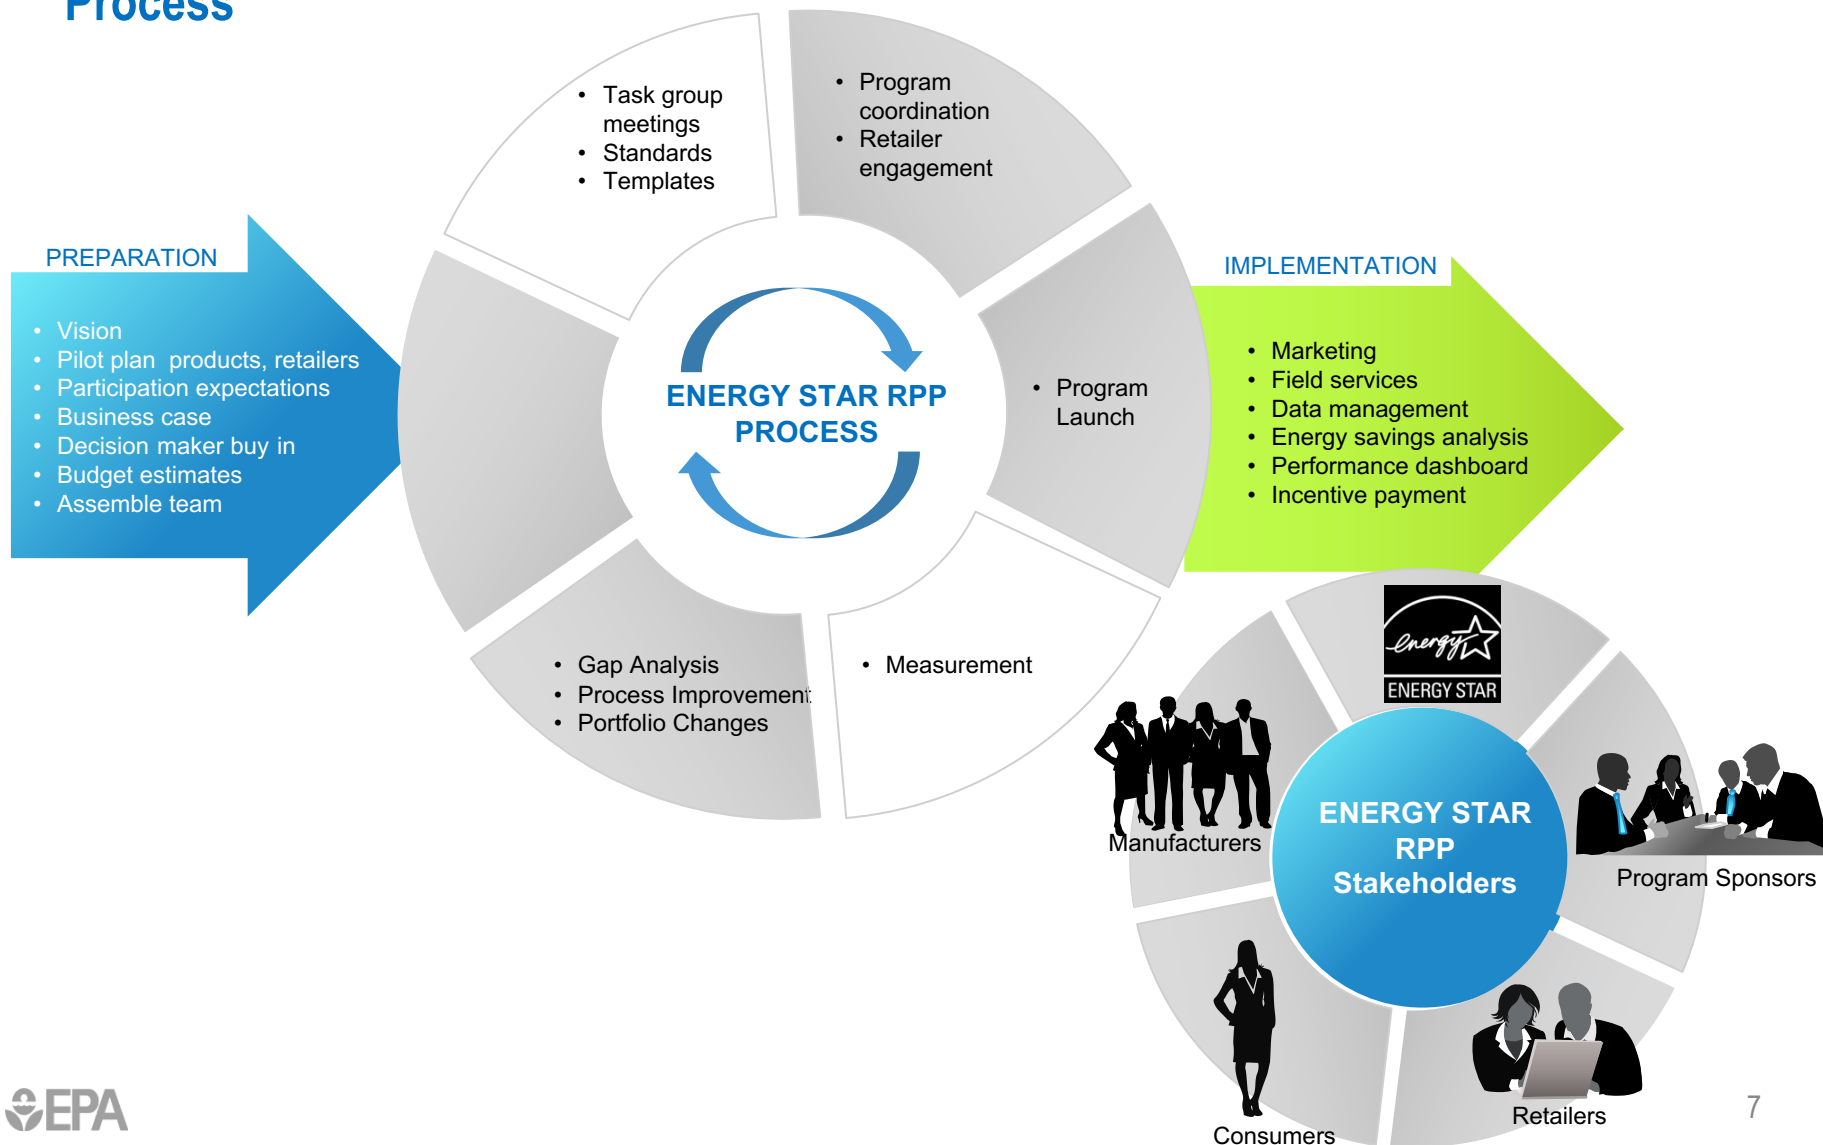 Process
• Task group
meetings
• Standards
• Templates
• Program
coordination
• Retailer
engagement
PREPARATION
• Vision
• Pilot plan  products, retailers
• Participation expectations
• Business case
• Decision maker buy in
• Budget estimates
• Assemble team
ENERGY STAR RPP
PROCESS
• Program
Launch
IMPLEMENTATION
• Marketing
• Field services
• Data management
• Energy savings analysis
• Performance dashboard
• Incentive payment
• Gap Analysis
• Process Improvement
• Portfolio Changes
• Measurement
energy
ENERGY STAR
Manufacturers
ENERGY STAR
RPP
Stakeholders
Program Sponsors
Retailers
Consumers
EPA
7